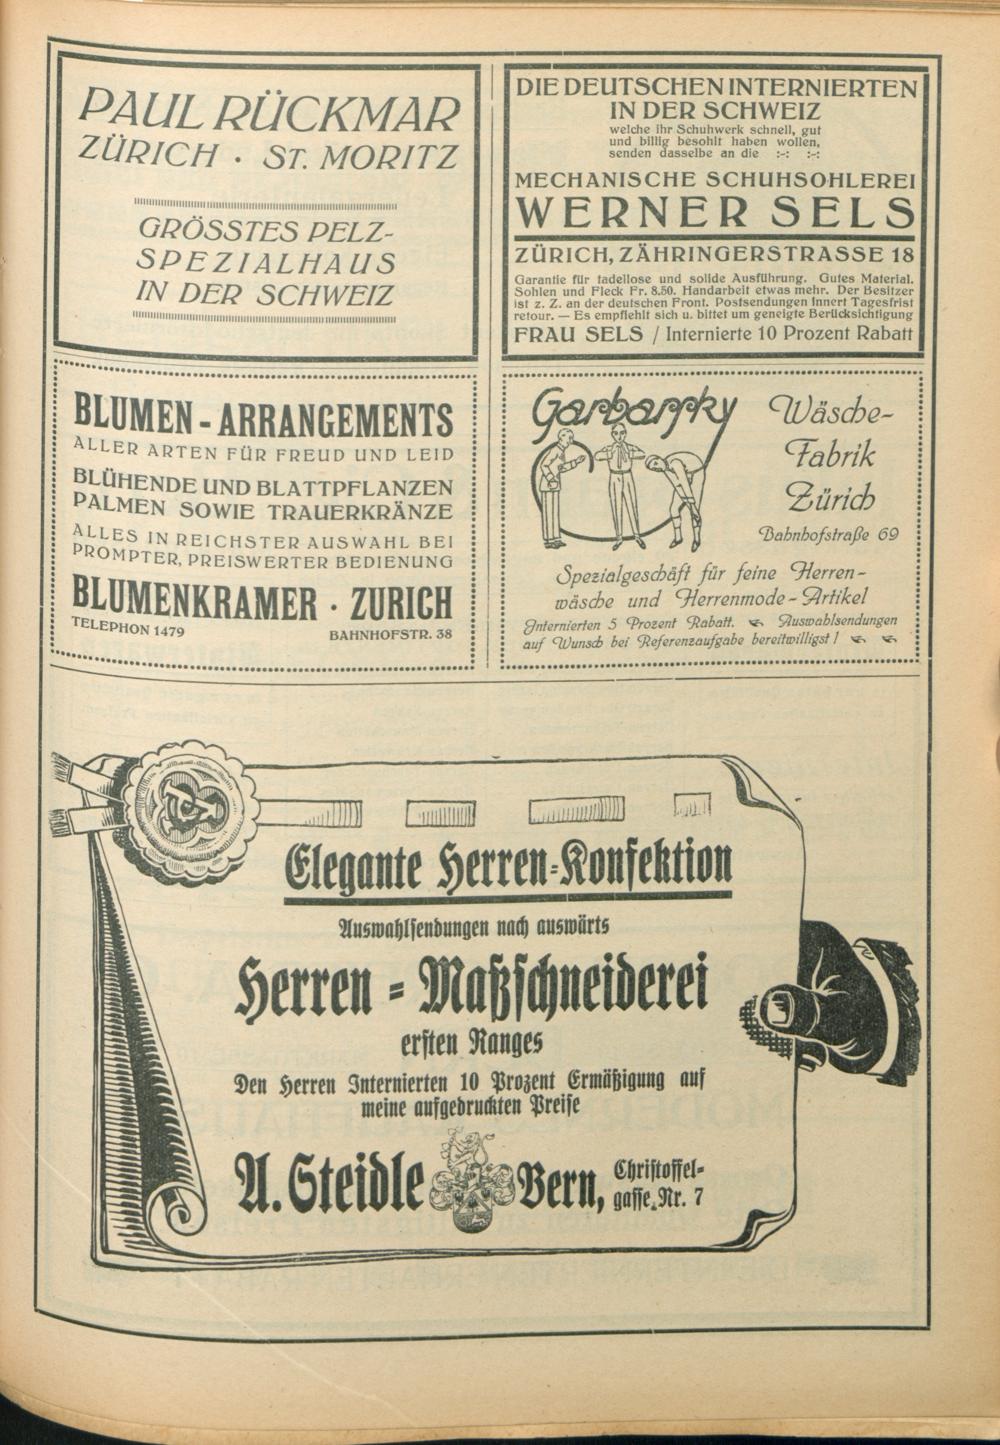 PAUL RÜCKMAR
ZÜRICH · ST. MORITZ
GRÖSSTES PELZ-
SPEZIALHAUS
IN DER SCHWEIZ
DIE DEUTSCHEN INTERNIERTEN
IN DER SCHWEIZ
welche ihr Schuhwerk schnell, gut
und billig besohlt haben wollen,
senden dasselbe an die :-: :-:
MECHANISCHE SCHUHSOHLEREI
WERNER SELS
ZÜRICH, ZÄHRINGERSTRASSE 18
Garantie für tadellose und solide Ausführung. Gutes Material.
Sohlen und Fleck Fr. 8.50. Handarbeit etwas mehr. Der Besitzer
ist z. Z. an der deutschen Front. Postsendungen innert Tagesfrist
retour. — Es empfiehlt sich u. bittet um geneigte Berücksichtigung
FRAU SELS / Internierte 10 Prozent Rabatt
BLUMEN - ARRANGEMENTS
ALLER ARTEN FÜR FREUD UND LEID
BLÜHENDE UND BLATTPFLANZEN
PALMEN SOWIE TRAUERKRÄNZE
ALLES IN REICHSTER AUSWAHL BEI
PROMPTER, PREISWERTER BEDIENUNG
BLUMENKRAMER · ZURICH
TELEPHON 1479 BAHNHOFSTR. 38
Garbarsky
Wäsche-
Fabrik
Zürich
Bahnhofstraße 69
Spezialgeschäft für feine Herren-
wäsche und Herrenmode-Artikel
Internierten 5 Prozent Rabatt. Auswahlsendungen
auf Wunsch bei Referenzaufgabe bereitwilligst!
Elegante Herren-Konfektion
Auswahlsendungen nach auswärts
Herren-Maßschneiderei
ersten Ranges
Den Herren Internierten 10 Prozent Ermäßigung auf
meine aufgedruckten Preise
A. Steidle Bern, Christoffel-
gasse Nr. 7